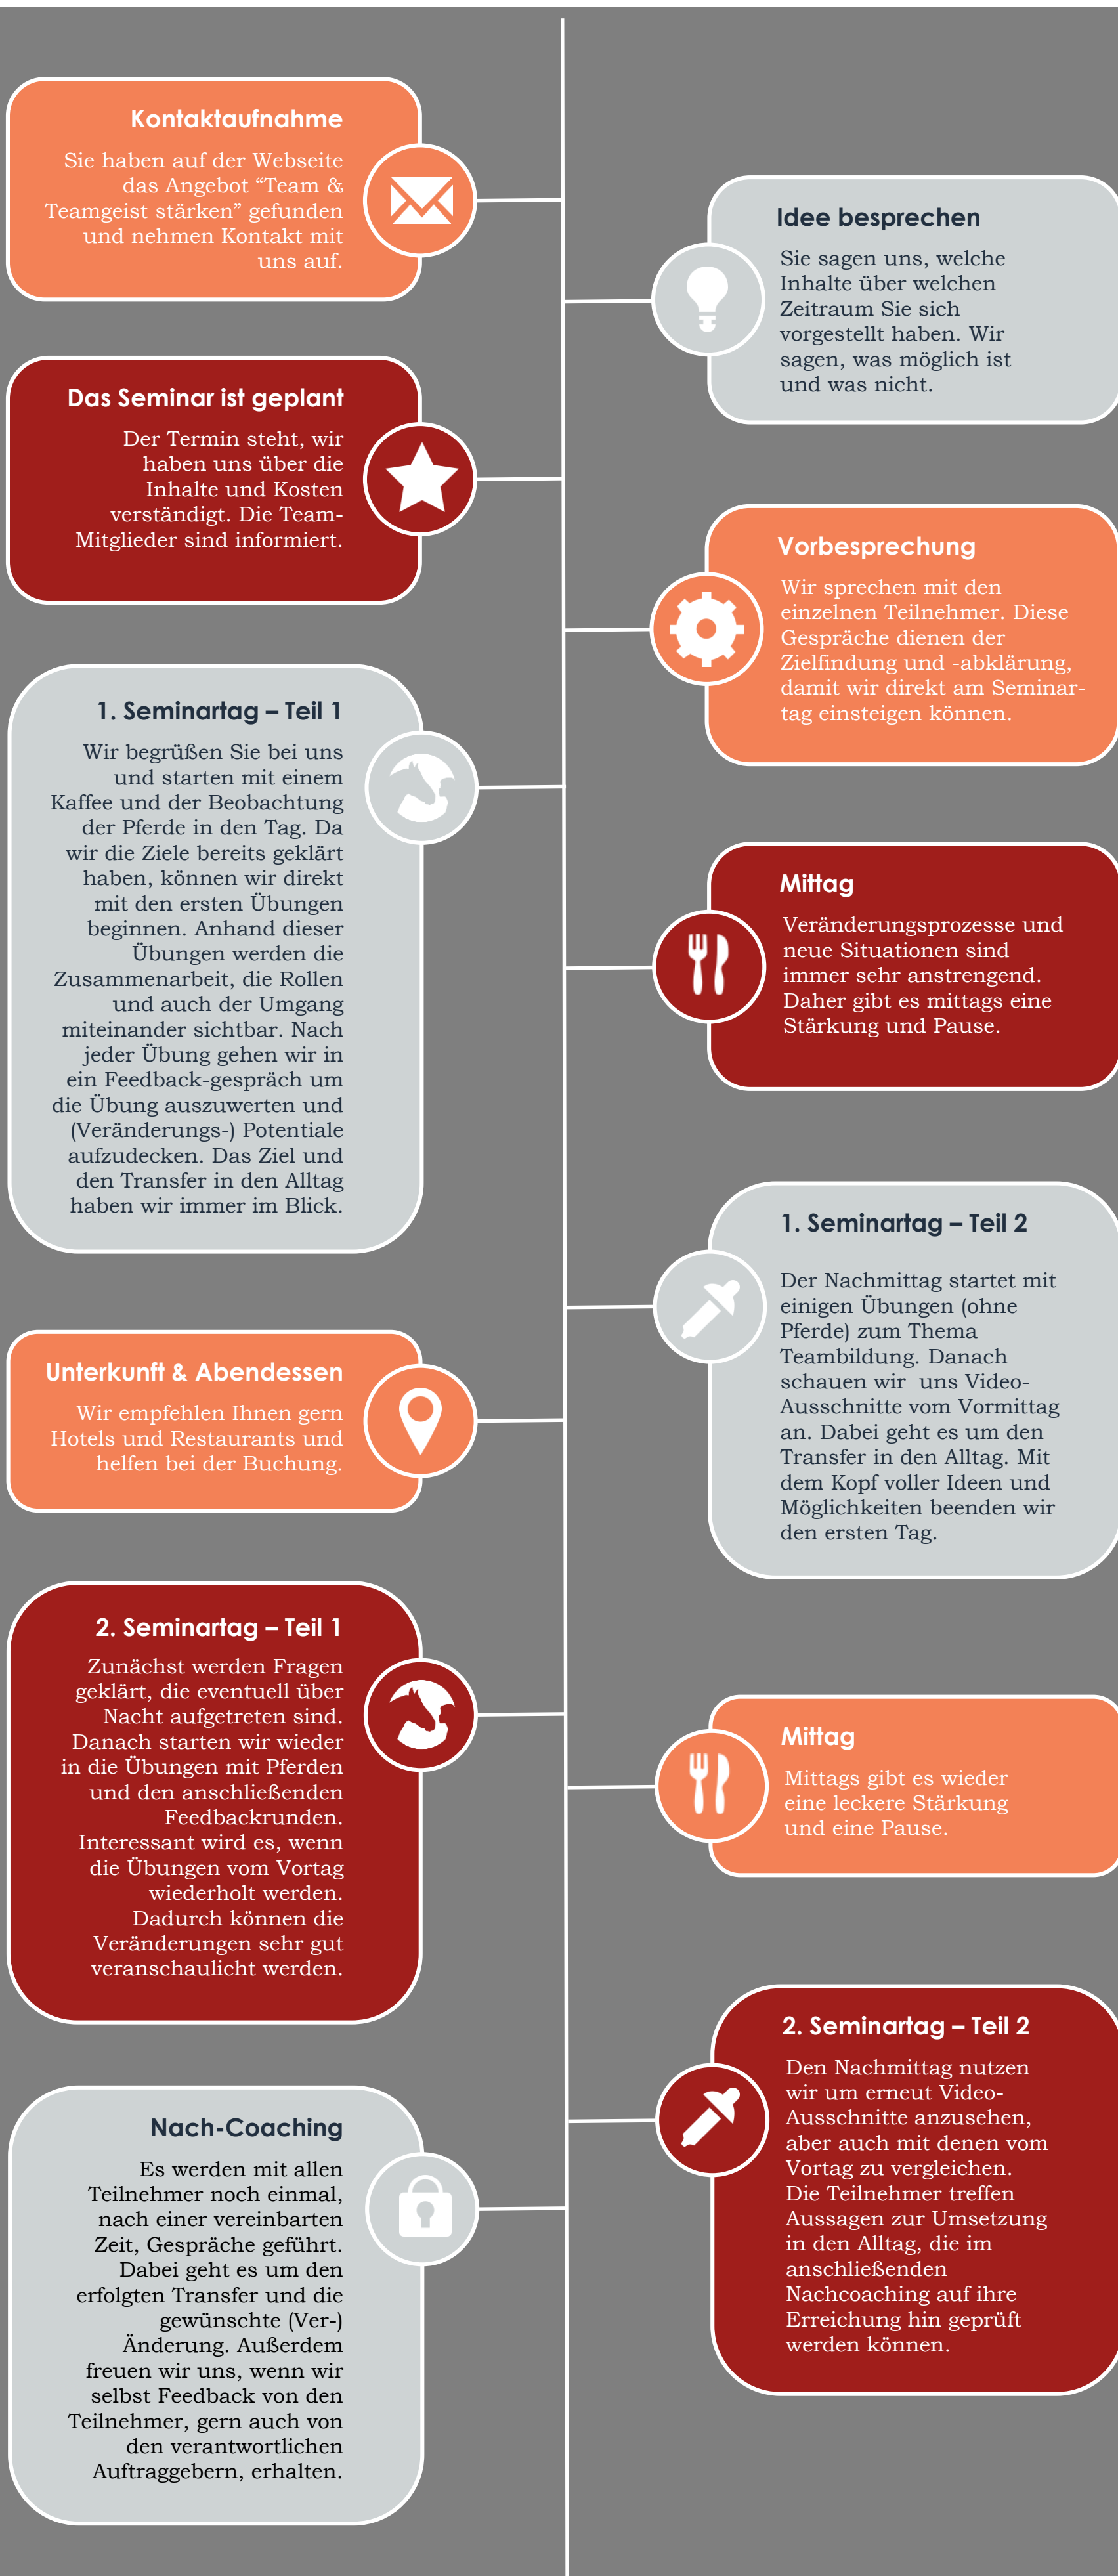 Kontaktaufnahme
Sie haben auf der Webseite
das Angebot “Team &
Teamgeist stärken” gefunden
und nehmen Kontakt mit
uns auf.
Idee besprechen
Sie sagen uns, welche
Inhalte über welchen
Zeitraum Sie sich
vorgestellt haben. Wir
sagen, was möglich ist
und was nicht.
Das Seminar ist geplant
Der Termin steht, wir
haben uns über die
Inhalte und Kosten
verständigt. Die Team-
Mitglieder sind informiert.
Vorbesprechung
Wir sprechen mit den
einzelnen Teilnehmer. Diese
Gespräche dienen der
Zielfindung und -abklärung,
damit wir direkt am Seminar-
tag einsteigen können.
1. Seminartag – Teil 1
Wir begrüßen Sie bei uns
und starten mit einem
Kaffee und der Beobachtung
der Pferde in den Tag. Da
wir die Ziele bereits geklärt
haben, können wir direkt
mit den ersten Übungen
beginnen. Anhand dieser
Übungen werden die
Zusammenarbeit, die Rollen
und auch der Umgang
miteinander sichtbar. Nach
jeder Übung gehen wir in
ein Feedback-gespräch um
die Übung auszuwerten und
(Veränderungs-) Potentiale
aufzudecken. Das Ziel und
den Transfer in den Alltag
haben wir immer im Blick.
Mittag
Veränderungsprozesse und
neue Situationen sind
immer sehr anstrengend.
Daher gibt es mittags eine
Stärkung und Pause.
1. Seminartag – Teil 2
Der Nachmittag startet mit
einigen Übungen (ohne
Pferde) zum Thema
Teambildung. Danach
schauen wir  uns Video-
Ausschnitte vom Vormittag
an. Dabei geht es um den
Transfer in den Alltag. Mit
dem Kopf voller Ideen und
Möglichkeiten beenden wir
den ersten Tag.
Unterkunft & Abendessen
Wir empfehlen Ihnen gern
Hotels und Restaurants und
helfen bei der Buchung.
2. Seminartag – Teil 1
Zunächst werden Fragen
geklärt, die eventuell über
Nacht aufgetreten sind.
Danach starten wir wieder
in die Übungen mit Pferden
und den anschließenden
Feedbackrunden.
Interessant wird es, wenn
die Übungen vom Vortag
wiederholt werden.
Dadurch können die
Veränderungen sehr gut
veranschaulicht werden.
Mittag
Mittags gibt es wieder
eine leckere Stärkung
und eine Pause.
2. Seminartag – Teil 2
Den Nachmittag nutzen
wir um erneut Video-
Ausschnitte anzusehen,
aber auch mit denen vom
Vortag zu vergleichen.
Die Teilnehmer treffen
Aussagen zur Umsetzung
in den Alltag, die im
anschließenden
Nachcoaching auf ihre
Erreichung hin geprüft
werden können.
Nach-Coaching
Es werden mit allen
Teilnehmer noch einmal,
nach einer vereinbarten
Zeit, Gespräche geführt.
Dabei geht es um den
erfolgten Transfer und die
gewünschte (Ver-)
Änderung. Außerdem
freuen wir uns, wenn wir
selbst Feedback von den
Teilnehmer, gern auch von
den verantwortlichen
Auftraggebern, erhalten.